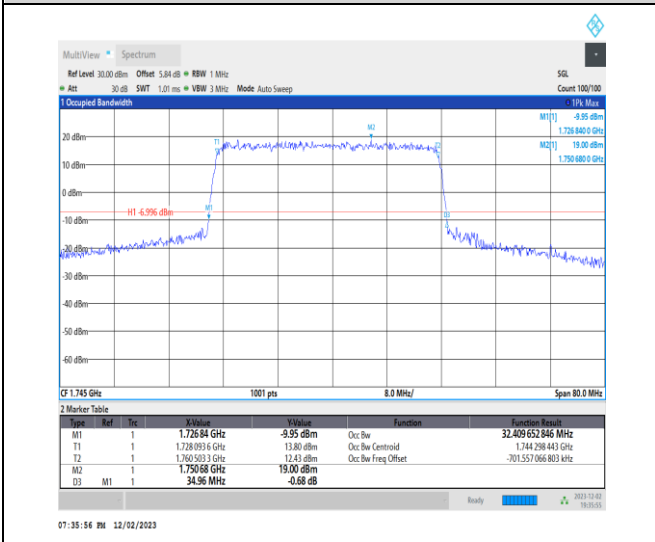 MultiView Spectrum
Ref Level 30.00 dBm Offset 5.84 dB RBW 1 MHz SGL
Att 30 dB SWT 1.01 ms VBW 3 MHz Mode Auto Sweep Count 100/100
1 Occupied Bandwidth 1Pk Max
M1[1] -9.95 dBm
1.726 840 0 GHz
M2[1] 19.00 dBm
1.750 680 0 GHz
M2
20 dBm
T1 T2
10 dBm
0 dBm
H1 -6.996 dBm M1 D3
-10 dBm
-20 dBm
-30 dBm
-40 dBm
-50 dBm
-60 dBm
CF 1.745 GHz 1001 pts 8.0 MHz/ Span 80.0 MHz
2 Marker Table
Type Ref Trc X-Value Y-Value Function Function Result
M1 1 1.726 84 GHz -9.95 dBm Occ Bw 32.409 652 846 MHz
T1 1 1.728 093 6 GHz 13.80 dBm Occ Bw Centroid 1.744 298 443 GHz
T2 1 1.760 503 3 GHz 12.43 dBm Occ Bw Freq Offset -701.557 066 803 kHz
M2 1 1.750 68 GHz 19.00 dBm
D3 M1 1 34.96 MHz -0.68 dB
Ready 2023-12-02
19:35:55
07:35:56 PM 12/02/2023